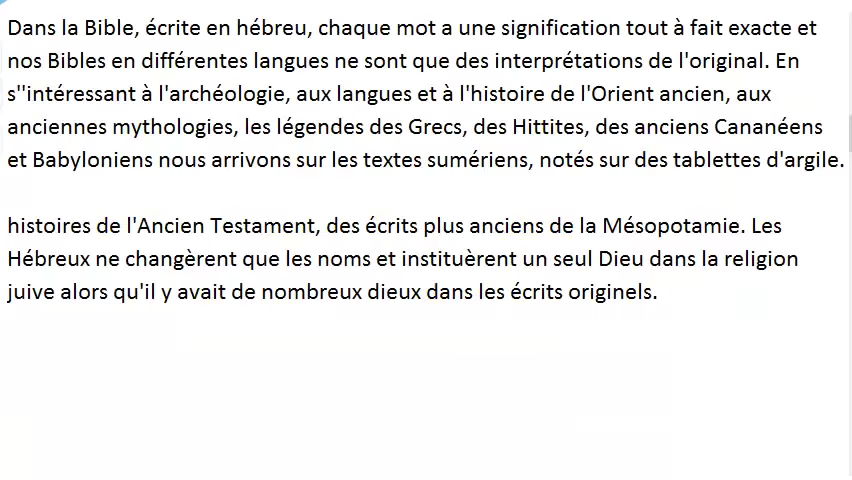 Dans la Bible, écrite en hébreu, chaque mot a une signification tout à fait exacte et
nos Bibles en différentes langues ne sont que des interprétations de l'original. En
s''intéressant à l'archéologie, aux langues et à l'histoire de l'Orient ancien, aux
anciennes mythologies, les légendes des Grecs, des Hittites, des anciens Cananéens
et Babyloniens nous arrivons sur les textes sumériens, notés sur des tablettes d'argile.
histoires de l'Ancien Testament, des écrits plus anciens de la Mésopotamie. Les
Hébreux ne changèrent que les noms et instituèrent un seul Dieu dans la religion
juive alors qu'il y avait de nombreux dieux dans les écrits originels.